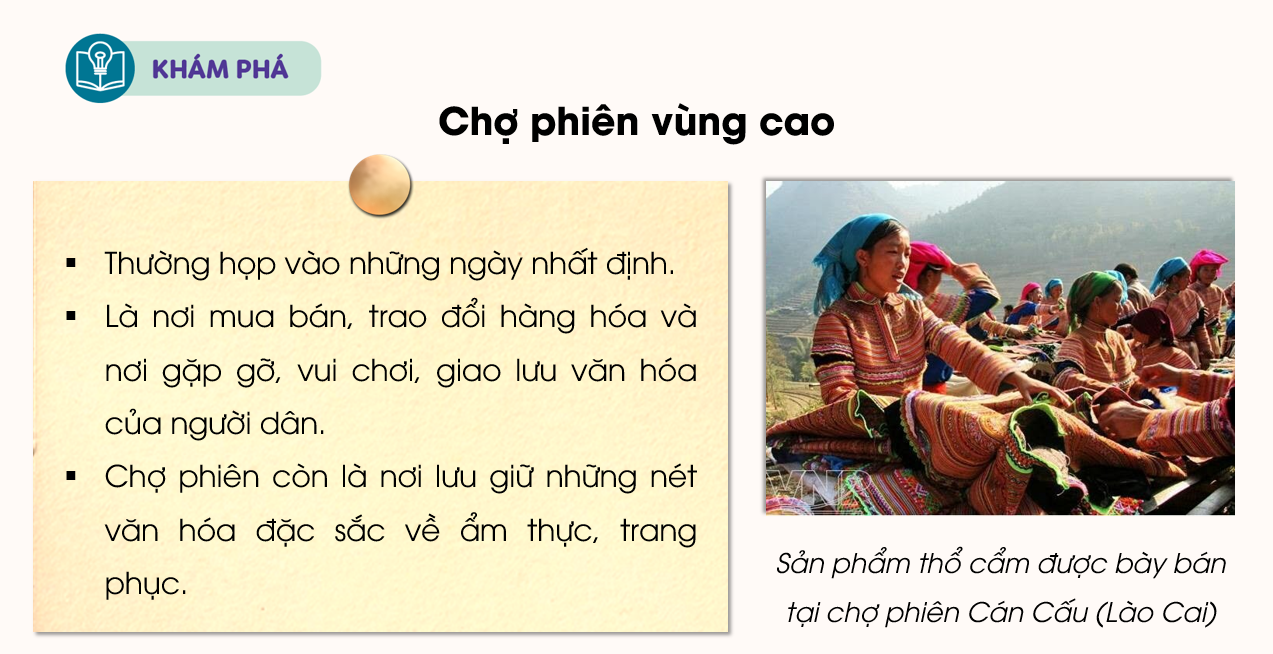 KHÁM PHÁ
Chợ phiên vùng cao
▪ Thường họp vào những ngày nhất định.
▪ Là nơi mua bán, trao đổi hàng hóa và
nơi gặp gỡ, vui chơi, giao lưu văn hóa
của người dân.
▪ Chợ phiên còn là nơi lưu giữ những nét
văn hóa đặc sắc về ẩm thực, trang
phục.
VNP
Sản phẩm thổ cẩm được bày bán
tại chợ phiên Cán Cấu (Lào Cai)